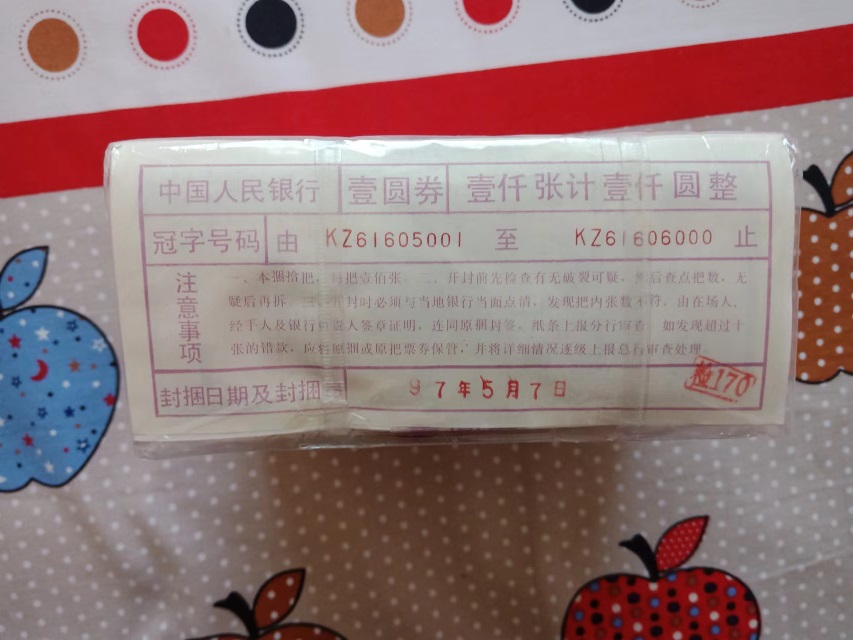 中国人民银行 壹圆券 壹仟张计壹仟圆整
冠字号码 由 KZ61605001 至 KZ61606000 止
注意事项
一、本捆拾把，每把壹佰张。二、开封前先检查有无破裂可疑，然后查点把数，无
疑后再拆。三、开封时必须与当地银行当面点清。发现把内张数不符，由在场人、
经手人及银行负责人签章证明，连同原捆封签、纸条上报分行审查。如发现超过十
张的错款，应将原捆或原把票券保管，并将详细情况逐级上报总行审查处理。
封捆日期及封捆员 97年5月7日
检170